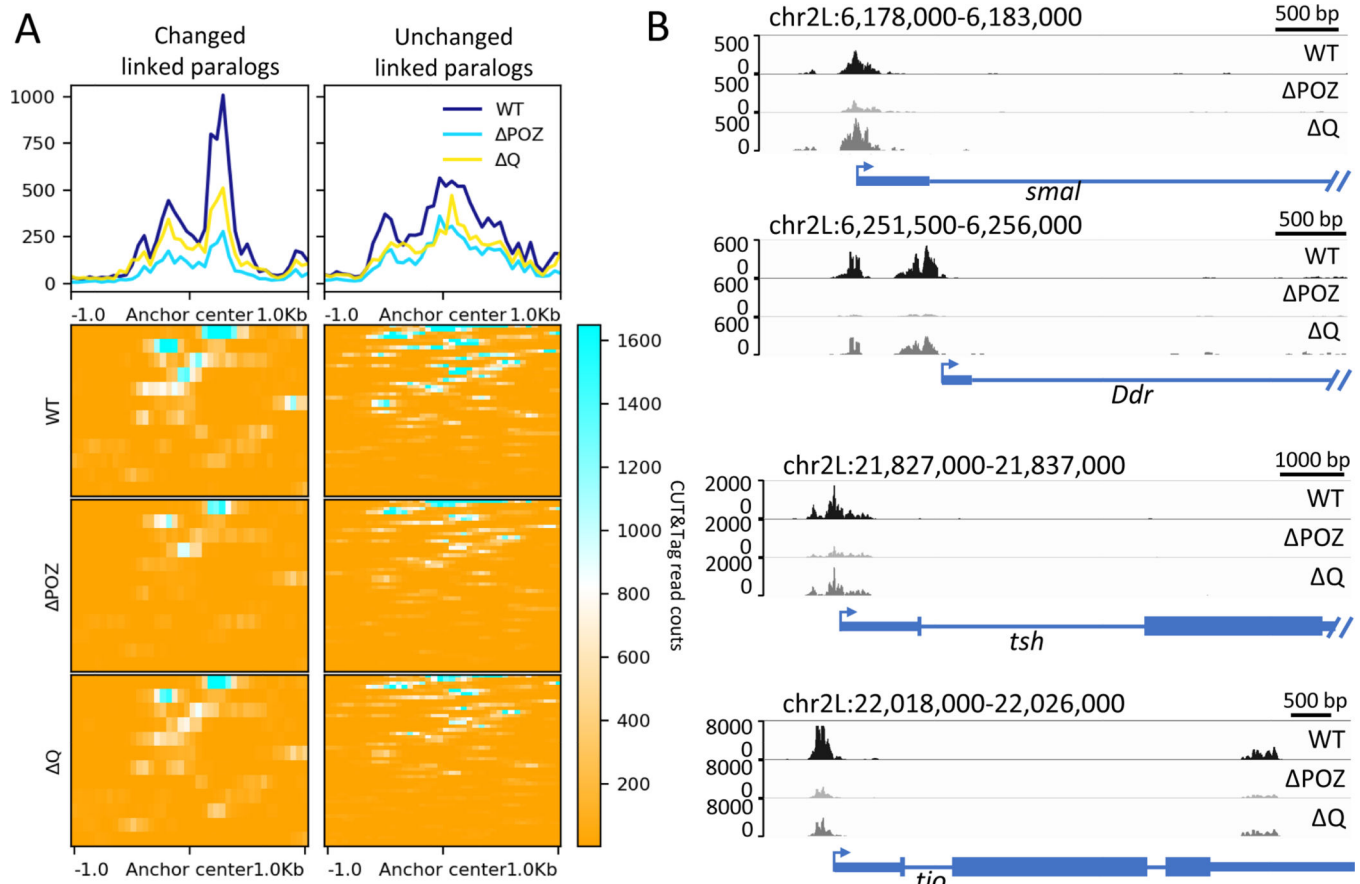 A
Changed
linked paralogs
Unchanged
linked paralogs
1000
750
500
250
0
WT
ΔPOZ
ΔQ
-1.0 Anchor center 1.0Kb
-1.0 Anchor center 1.0Kb
WT
ΔPOZ
ΔQ
-1.0 Anchor center 1.0Kb
-1.0 Anchor center 1.0Kb
1600
1400
1200
1000
800
600
400
200
CUT&Tag read couts
B
chr2L:6,178,000-6,183,000
500 bp
500
0
WT
500
0
ΔPOZ
500
0
ΔQ
smal
chr2L:6,251,500-6,256,000
500 bp
600
0
WT
600
0
ΔPOZ
600
0
ΔQ
Ddr
chr2L:21,827,000-21,837,000
1000 bp
2000
0
WT
2000
0
ΔPOZ
2000
0
ΔQ
tsh
chr2L:22,018,000-22,026,000
500 bp
8000
0
WT
8000
0
ΔPOZ
8000
0
ΔQ
tio